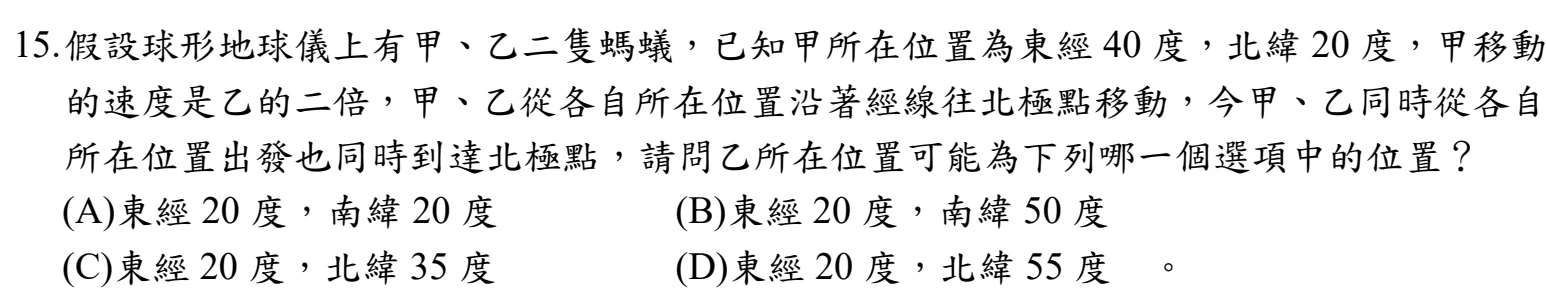 15.假設球形地球儀上有甲、乙二隻螞蟻，已知甲所在位置為東經 40 度，北緯 20 度，甲移動
的速度是乙的二倍，甲、乙從各自所在位置沿著經線往北極點移動，今甲、乙同時從各自
所在位置出發也同時到達北極點，請問乙所在位置可能為下列哪一個選項中的位置？
(A)東經 20 度，南緯 20 度 (B)東經 20 度，南緯 50 度
(C)東經 20 度，北緯 35 度 (D)東經 20 度，北緯 55 度 。